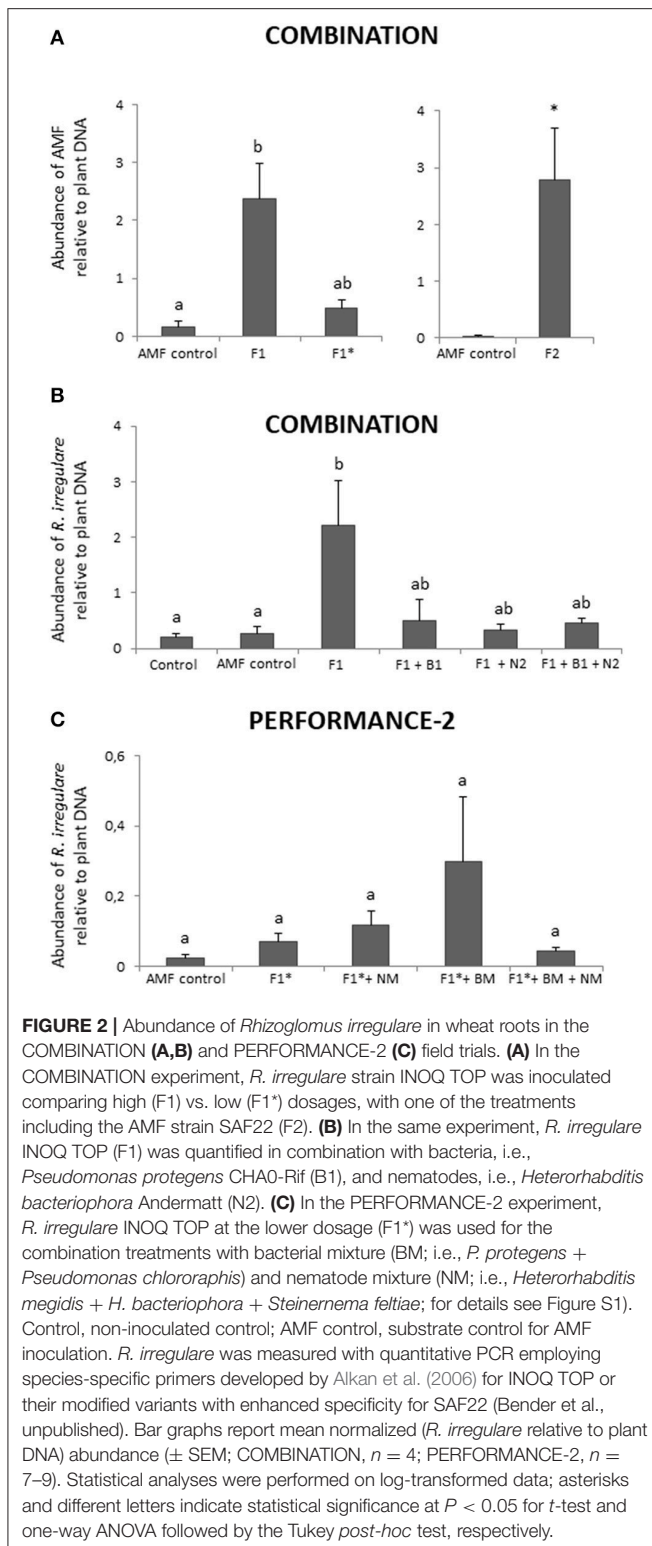 A
COMBINATION
Abundance of AMF
relative to plant DNA
4
3
2
1
0
a
b
ab
AMF control F1 F1*
4
3
2
1
0
*
AMF control F2
B
COMBINATION
Abundance of R. irregulare
relative to plant DNA
4
3
2
1
0
a
a
b
ab
ab
ab
Control AMF control F1 F1 + B1 F1 + N2 F1 + B1 + N2
C
PERFORMANCE-2
Abundance of R. irregulare
relative to plant DNA
0,6
0,4
0,2
0
a
a
a
a
a
AMF control F1* F1*+ NM F1*+ BM F1*+ BM + NM
FIGURE 2 | Abundance of Rhizoglomus irregulare in wheat roots in the
COMBINATION (A,B) and PERFORMANCE-2 (C) field trials. (A) In the
COMBINATION experiment, R. irregulare strain INOQ TOP was inoculated
comparing high (F1) vs. low (F1*) dosages, with one of the treatments
including the AMF strain SAF22 (F2). (B) In the same experiment, R. irregulare
INOQ TOP (F1) was quantified in combination with bacteria, i.e.,
Pseudomonas protegens CHA0-Rif (B1), and nematodes, i.e., Heterorhabditis
bacteriophora Andermatt (N2). (C) In the PERFORMANCE-2 experiment,
R. irregulare INOQ TOP at the lower dosage (F1*) was used for the
combination treatments with bacterial mixture (BM; i.e., P. protegens +
Pseudomonas chlororaphis) and nematode mixture (NM; i.e., Heterorhabditis
megidis + H. bacteriophora + Steinernema feltiae; for details see Figure S1).
Control, non-inoculated control; AMF control, substrate control for AMF
inoculation. R. irregulare was measured with quantitative PCR employing
species-specific primers developed by Alkan et al. (2006) for INOQ TOP or
their modified variants with enhanced specificity for SAF22 (Bender et al.,
unpublished). Bar graphs report mean normalized (R. irregulare relative to plant
DNA) abundance (± SEM; COMBINATION, n = 4; PERFORMANCE-2, n =
7–9). Statistical analyses were performed on log-transformed data; asterisks
and different letters indicate statistical significance at P < 0.05 for t-test and
one-way ANOVA followed by the Tukey post-hoc test, respectively.